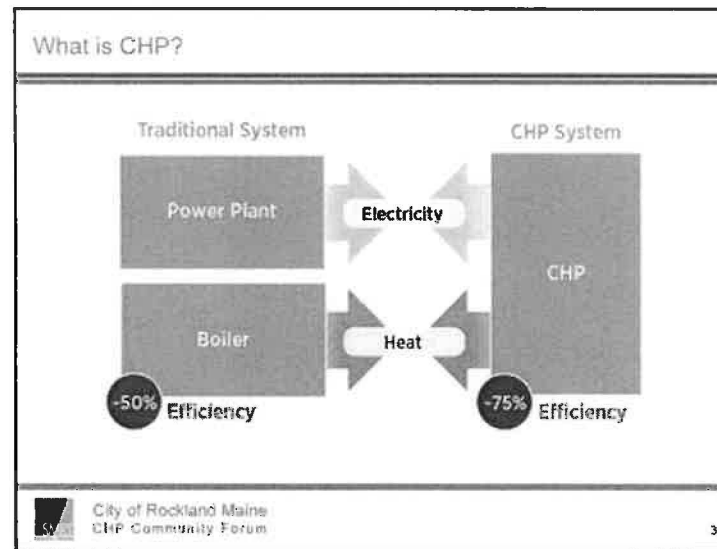 What is CHP?
Traditional System
CHP System
Power Plant
Electricity
CHP
Boiler
Heat
-50% Efficiency
-75% Efficiency
City of Rockland Maine
CHP Community Forum
3